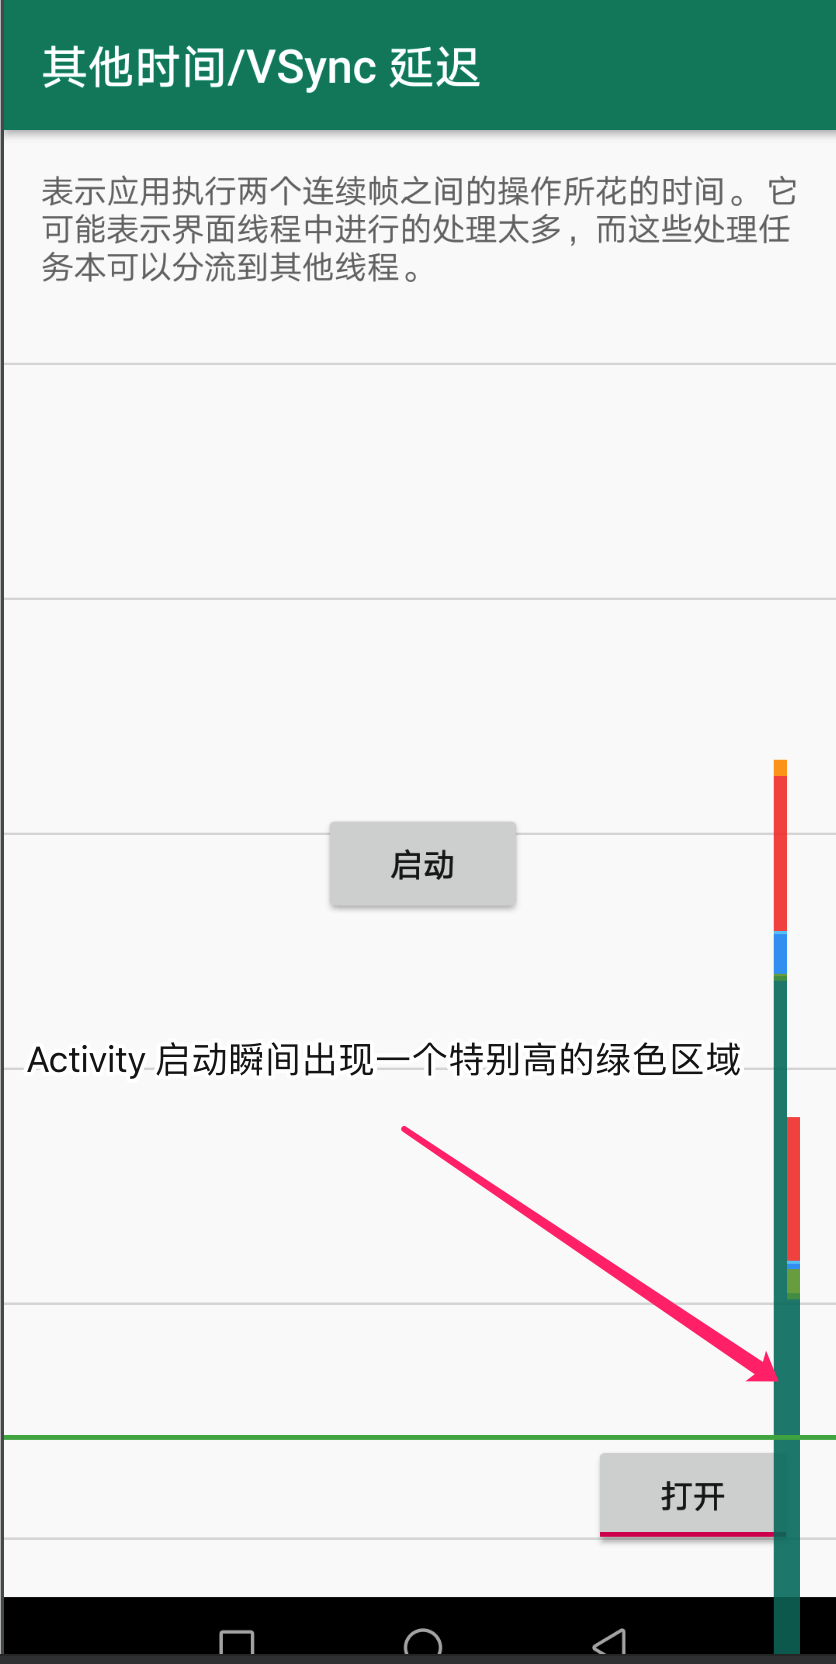 其他时间/VSync 延迟
表示应用执行两个连续帧之间的操作所花的时间。它
可能表示界面线程中进行的处理太多，而这些处理任
务本可以分流到其他线程。
启动
Activity 启动瞬间出现一个特别高的绿色区域
打开